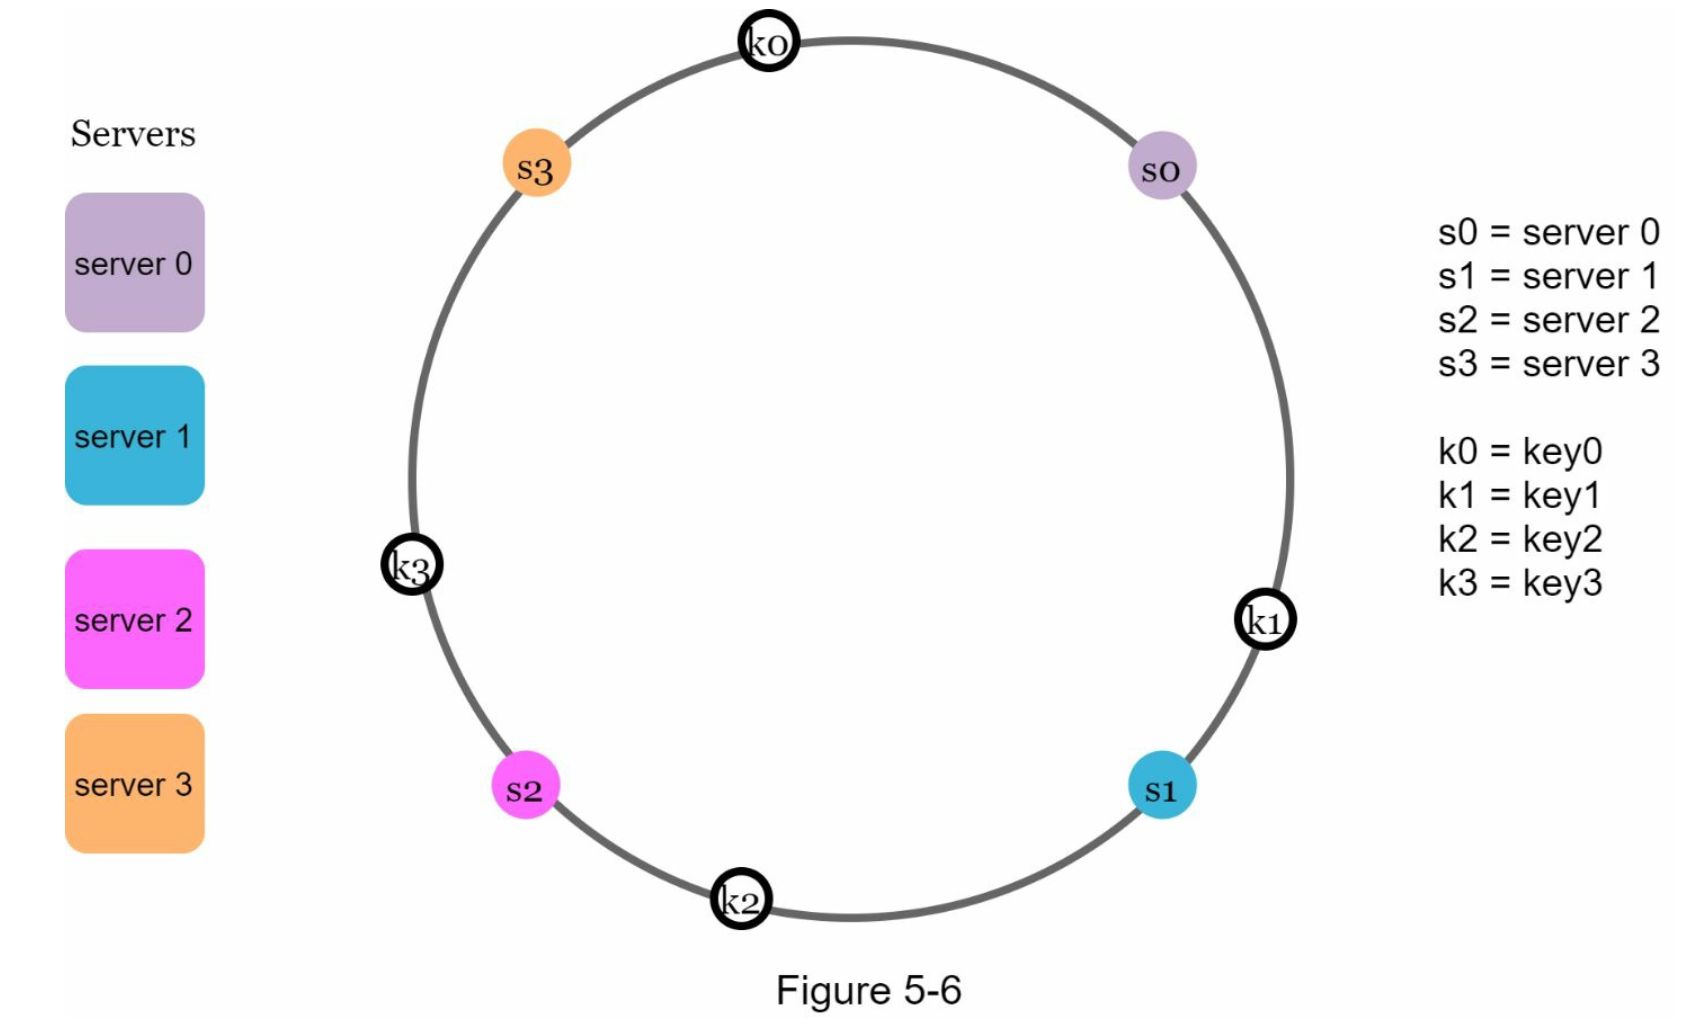 Servers
server 0
server 1
server 2
server 3
k0
s3
s0
k3
k1
s2
s1
k2
s0 = server 0
s1 = server 1
s2 = server 2
s3 = server 3
k0 = key0
k1 = key1
k2 = key2
k3 = key3
Figure 5-6